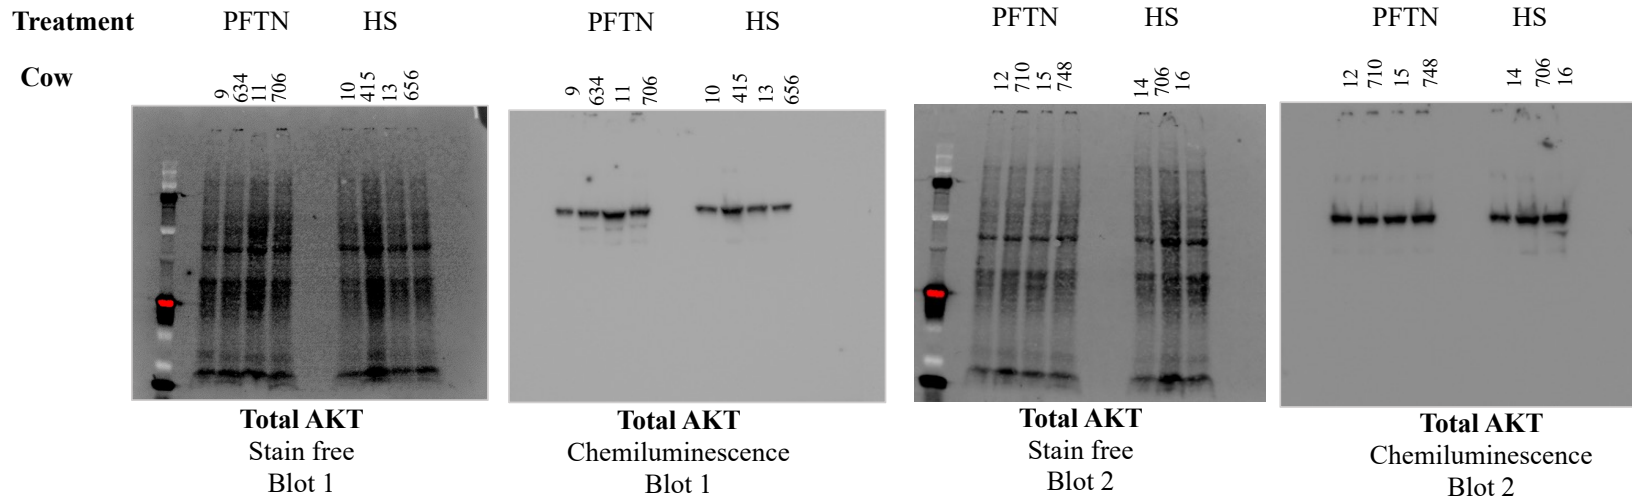 Treatment PFTN HS PFTN HS PFTN HS PFTN HS
Cow 9 634 11 706 10 415 13 656 9 634 11 706 10 415 13 656 12 710 15 748 14 706 16 12 710 15 748 14 706 16
Total AKT
Stain free
Blot 1
Total AKT
Chemiluminescence
Blot 1
Total AKT
Stain free
Blot 2
Total AKT
Chemiluminescence
Blot 2